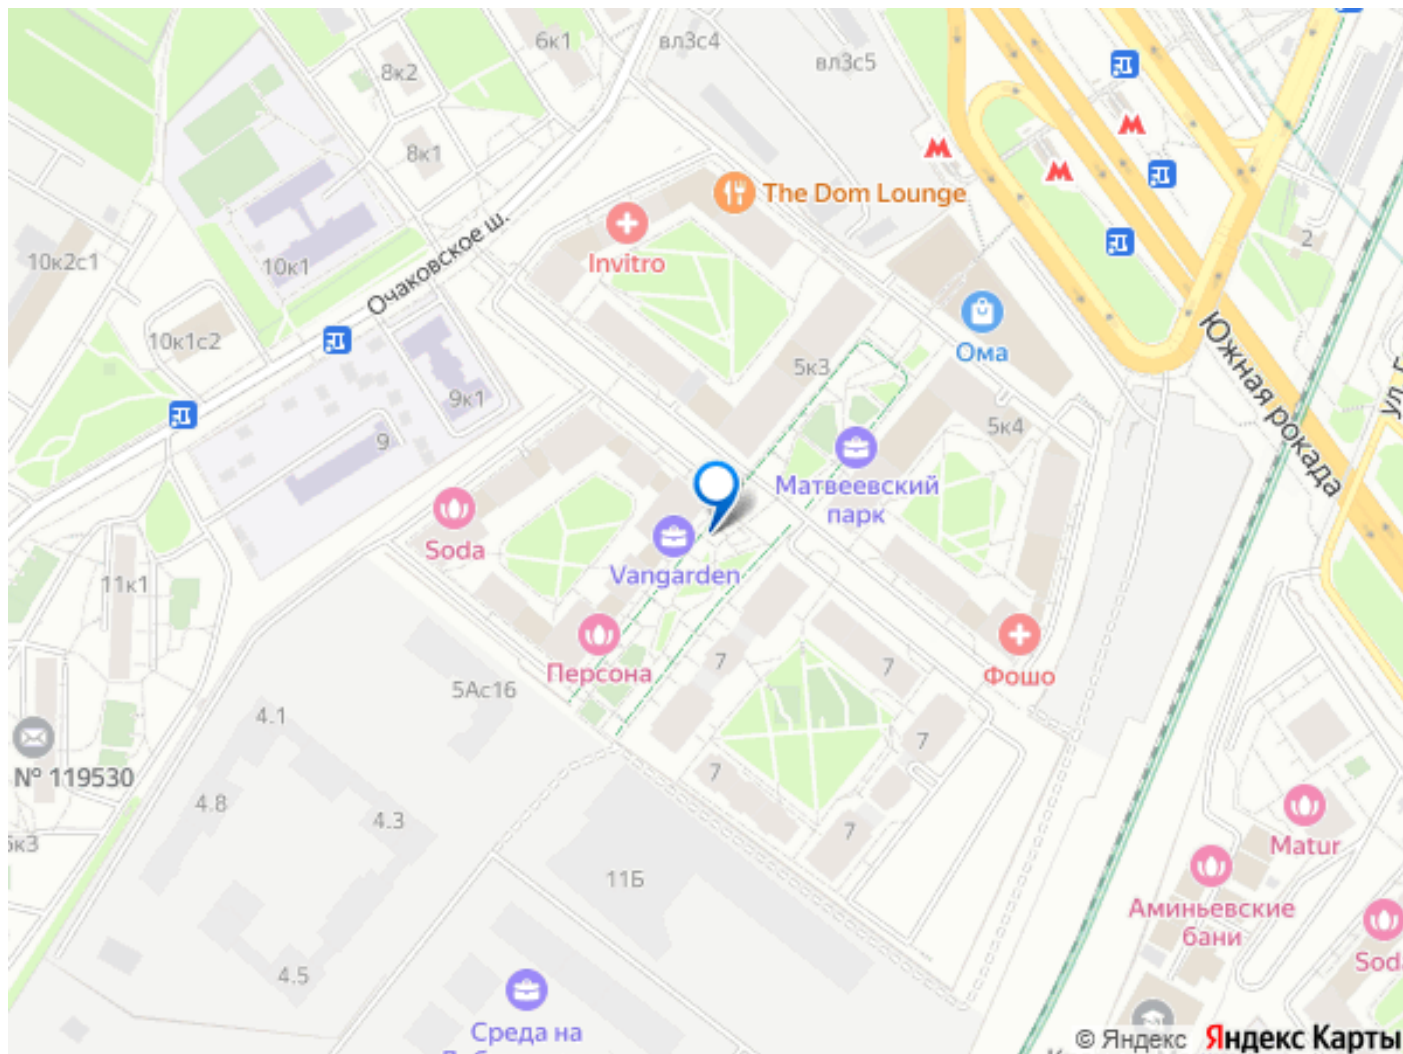 6к1
вл3с4
вл3с5
8к2
8к1
The Dom Lounge
Invitro
Очаковское ш.
10к2с1
10к1
10к1с2
2
Ома
Южная рокада
5к3
9к1
9
5к4
Матвеевский
парк
Soda
Vangarden
11к1
Персона
7
7
Фошо
5Ас16
4.1
7
7
7
№ 119530
4.8
4.3
11Б
Matur
Аминьевские
бани
4.5
Среда на
© Яндекс
Яндекс Карты